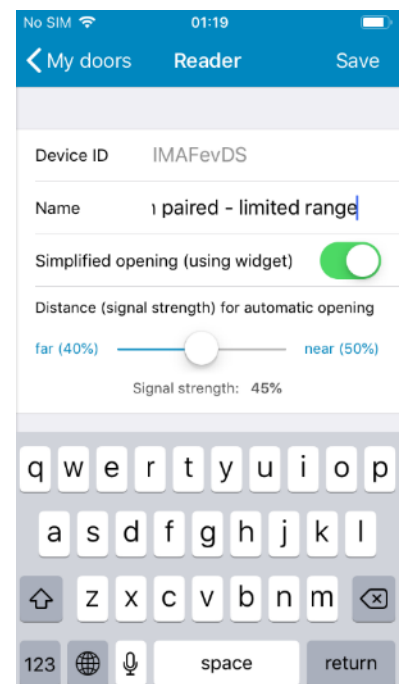 No SIM 01:19
My doors Reader Save
Device ID IMAFevDS
Name paired - limited range
Simplified opening (using widget)
Distance (signal strength) for automatic opening
far (40%) near (50%)
Signal strength: 45%
q w e r t y u i o p
a s d f g h j k l
z x c v b n m
123 space return